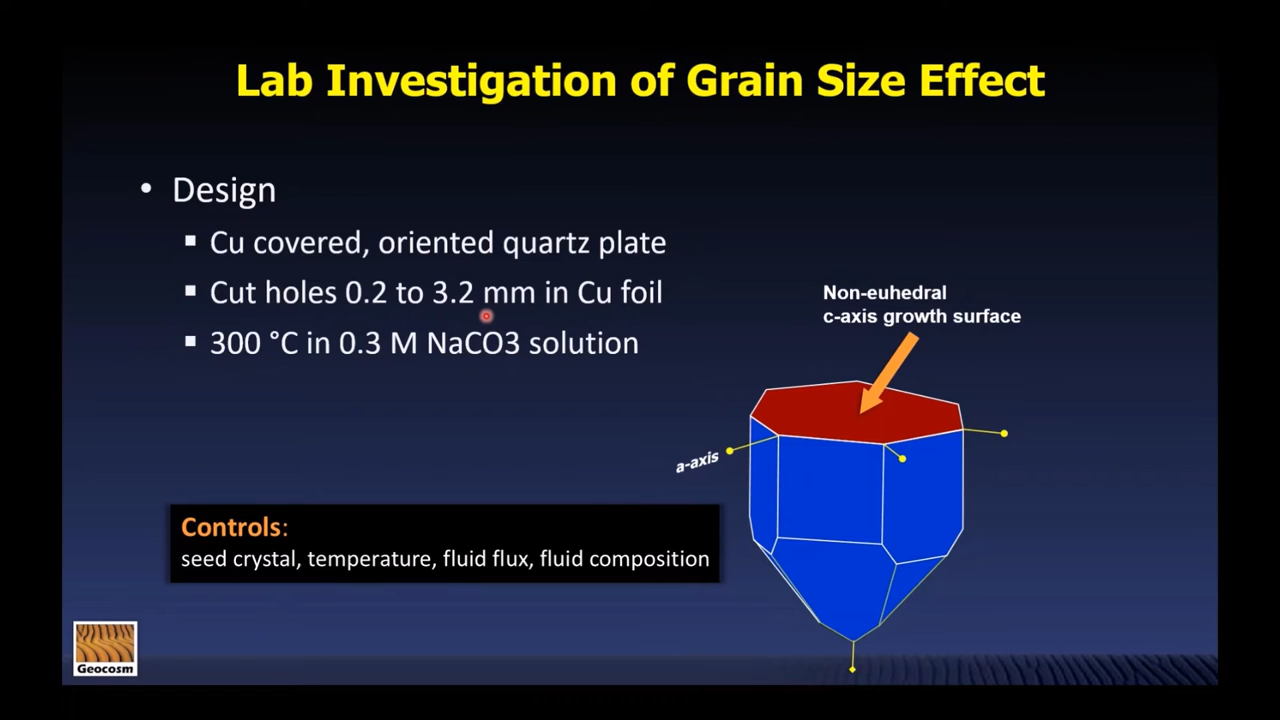 Lab Investigation of Grain Size Effect
• Design
▪ Cu covered, oriented quartz plate
▪ Cut holes 0.2 to 3.2 mm in Cu foil
▪ 300 °C in 0.3 M NaCO3 solution
Non-euhedral
c-axis growth surface
a-axis
Controls:
seed crystal, temperature, fluid flux, fluid composition
Geocosm